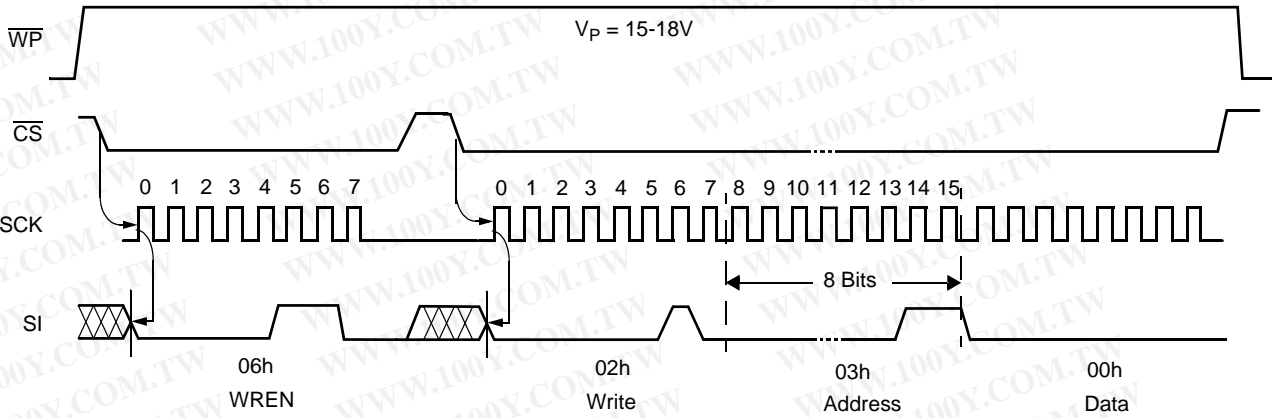 WP
VP = 15-18V
CS
0 1 2 3 4 5 6 7
0 1 2 3 4 5 6 7 8 9 10 11 12 13 14 15
SCK
8 Bits
SI
06h
WREN
02h
Write
03h
Address
00h
Data
WWW.100Y.COM.TW